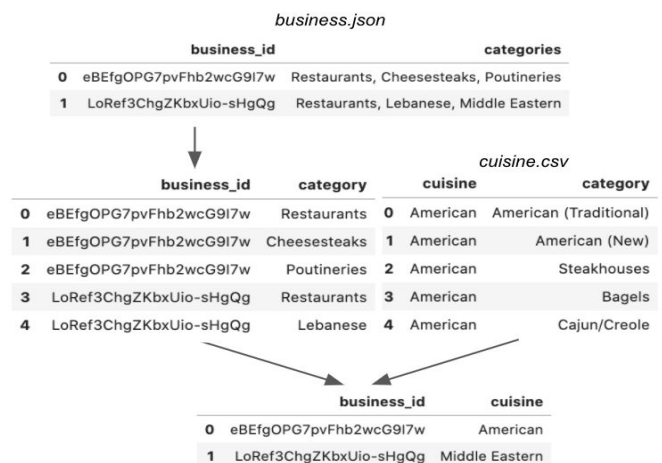 business.json
business_id categories
0 eBEfgOPG7pvFhb2wcG9I7w Restaurants, Cheesesteaks, Poutineries
1 LoRef3ChgZKbxUio-sHgQg Restaurants, Lebanese, Middle Eastern
cuisine.csv
business_id category
0 eBEfgOPG7pvFhb2wcG9I7w Restaurants
1 eBEfgOPG7pvFhb2wcG9I7w Cheesesteaks
2 eBEfgOPG7pvFhb2wcG9I7w Poutineries
3 LoRef3ChgZKbxUio-sHgQg Restaurants
4 LoRef3ChgZKbxUio-sHgQg Lebanese
cuisine category
0 American American (Traditional)
1 American American (New)
2 American Steakhouses
3 American Bagels
4 American Cajun/Creole
business_id cuisine
0 eBEfgOPG7pvFhb2wcG9I7w American
1 LoRef3ChgZKbxUio-sHgQg Middle Eastern